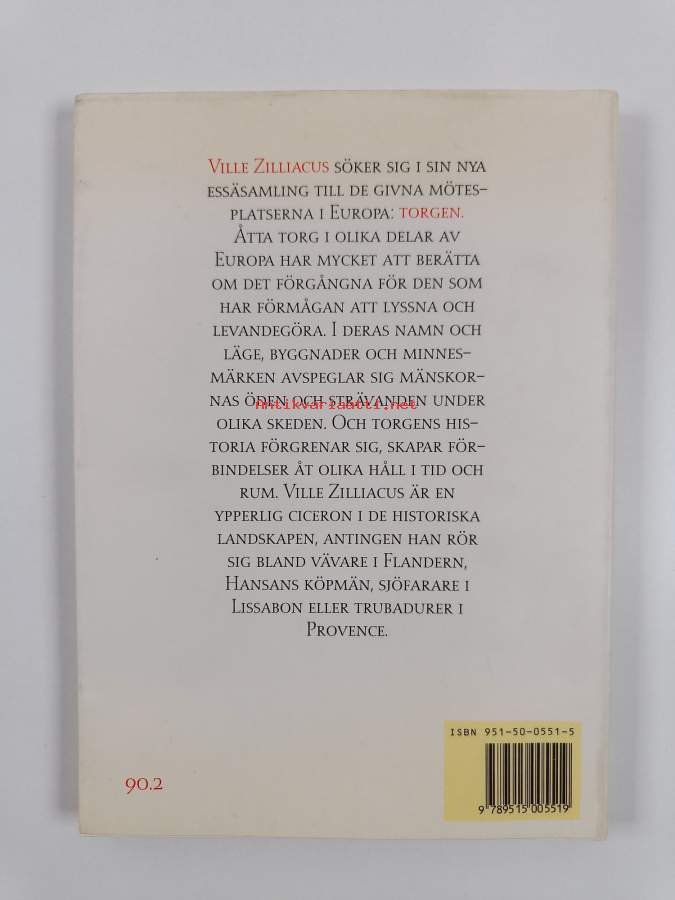 Ville Zilliacus söker sig i sin nya
essäsamling till de givna mötes-
platserna i Europa: torgen.
Åtta torg i olika delar av
Europa har mycket att berätta
om det förgångna för den som
har förmågan att lyssna och
levandegöra. I deras namn och
läge, byggnader och minnes-
märken avspeglar sig mänskor-
nas öden och strävanden under
Antikvariaatti.net
olika skeden. Och torgens his-
toria förgrenar sig, skapar för-
bindelser åt olika håll i tid och
rum. Ville Zilliacus är en
ypperlig ciceron i de historiska
landskapen, antingen han rör
sig bland vävare i Flandern,
Hansans köpmän, sjöfarare i
Lissabon eller trubadurer i
Provence.
ISBN 951-50-0551-5
9 789515 005519
90.2